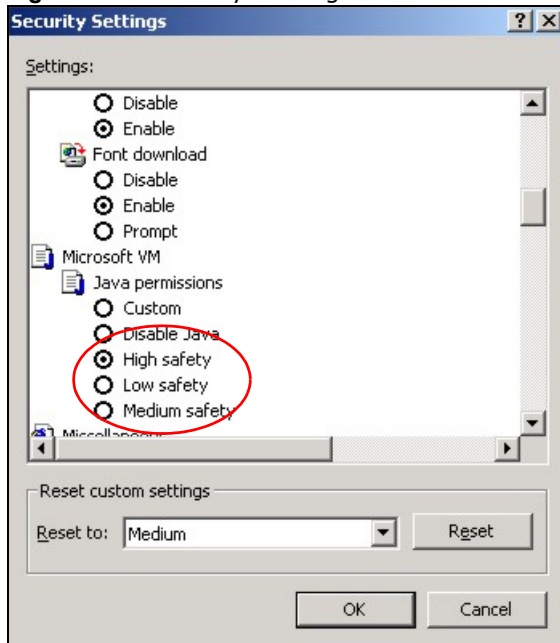 Security Settings
Settings:
Disable
Enable
Font download
Disable
Enable
Prompt
Microsoft VM
Java permissions
Custom
Disable Java
High safety
Low safety
Medium safety
Miscellaneous
Reset custom settings
Reset to: Medium Reset
OK Cancel